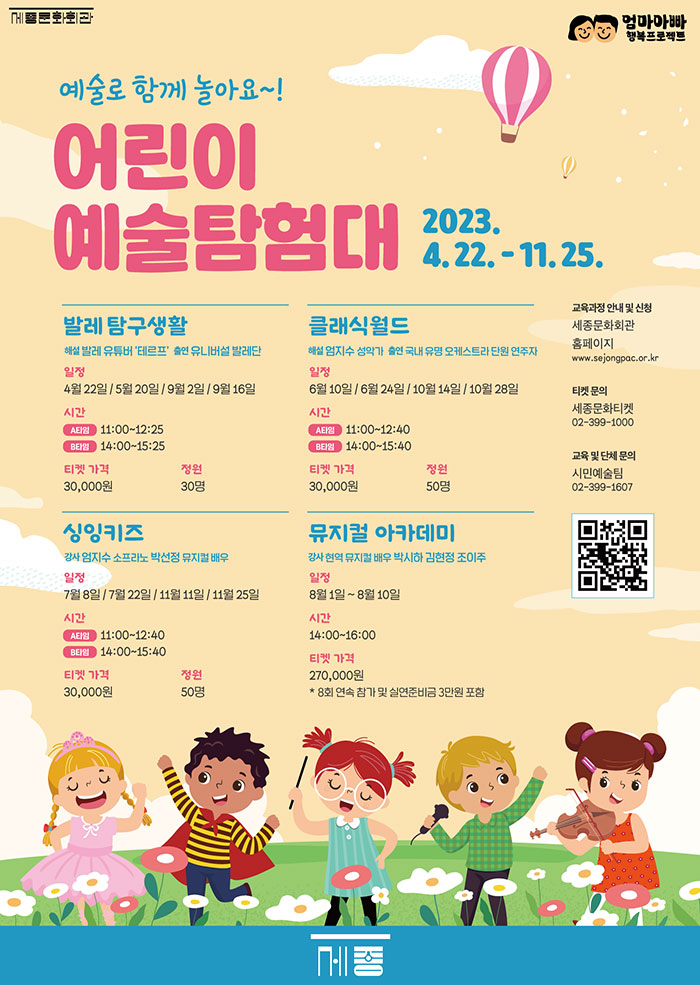 세종문화회관
엄마아빠
행복프로젝트
예술로 함께 놀아요~!
어린이
예술탐험대
2023.
4. 22. - 11. 25.
발레 탐구생활
해설 발레 유튜버 '테르프' 출연 유니버설 발레단
일정
4월 22일 / 5월 20일 / 9월 2일 / 9월 16일
시간
A타임 11:00~12:25
B타임 14:00~15:25
티켓 가격 정원
30,000원 30명
클래식월드
해설 엄지수 성악가 출연 국내 유명 오케스트라 단원 연주자
일정
6월 10일 / 6월 24일 / 10월 14일 / 10월 28일
시간
A타임 11:00~12:40
B타임 14:00~15:40
티켓 가격 정원
30,000원 50명
싱잉키즈
강사 엄지수 소프라노 박선정 뮤지컬 배우
일정
7월 8일 / 7월 22일 / 11월 11일 / 11월 25일
시간
A타임 11:00~12:40
B타임 14:00~15:40
티켓 가격 정원
30,000원 50명
뮤지컬 아카데미
강사 현역 뮤지컬 배우 박시하 김현정 조이주
일정
8월 1일 ~ 8월 10일
시간
14:00~16:00
티켓 가격
270,000원
* 8회 연속 참가 및 실연준비금 3만원 포함
교육과정 안내 및 신청
세종문화회관
홈페이지
www.sejongpac.or.kr
티켓 문의
세종문화티켓
02-399-1000
교육 및 단체 문의
시민예술팀
02-399-1607
세종